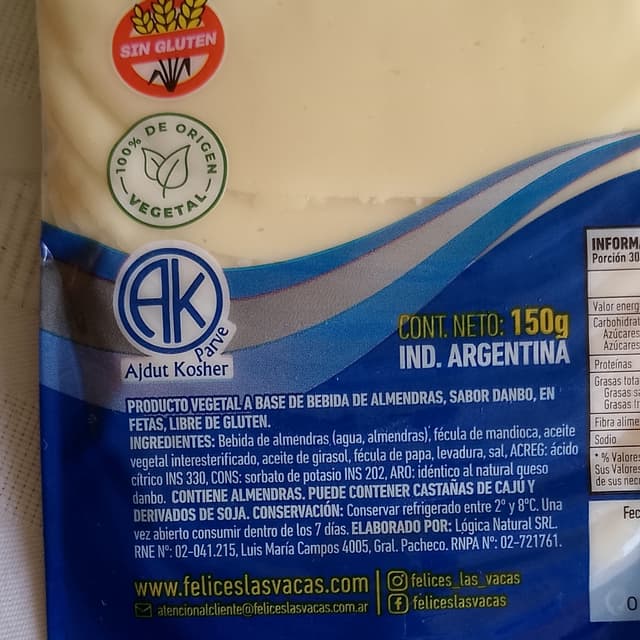 SIN GLUTEN
100% DE ORIGEN
VEGETAL
AK
Parve
Ajdut Kosher
CONT. NETO: 150g
IND. ARGENTINA
PRODUCTO VEGETAL A BASE DE BEBIDA DE ALMENDRAS, SABOR DANBO, EN
FETAS, LIBRE DE GLUTEN.
INGREDIENTES: Bebida de almendras (agua, almendras), fécula de mandioca, aceite
vegetal interesterificado, aceite de girasol, fécula de papa, levadura, sal, ACREG: ácido
cítrico INS 330, CONS: sorbato de potasio INS 202, ARO: idéntico al natural queso
danbo. CONTIENE ALMENDRAS. PUEDE CONTENER CASTAÑAS DE CAJÚ Y
DERIVADOS DE SOJA. CONSERVACIÓN: Conservar refrigerado entre 2° y 8°C. Una
vez abierto consumir dentro de los 7 días. ELABORADO POR: Lógica Natural SRL.
RNE N°: 02-041.215, Luis María Campos 4005, Gral. Pacheco. RNPA N°: 02-721761.
www.feliceslasvacas.com
atencionalcliente@feliceslasvacas.com.ar
felices_las_vacas
feliceslasvacas
INFORM
Porción 30
Valor energ
Carbohidrat
Azúcares
Azúcares
Proteínas
Grasas tota
Grasas sa
Grasas tr
Fibra alime
Sodio
* % Valores
Sus Valores
de sus nec
Fec
0